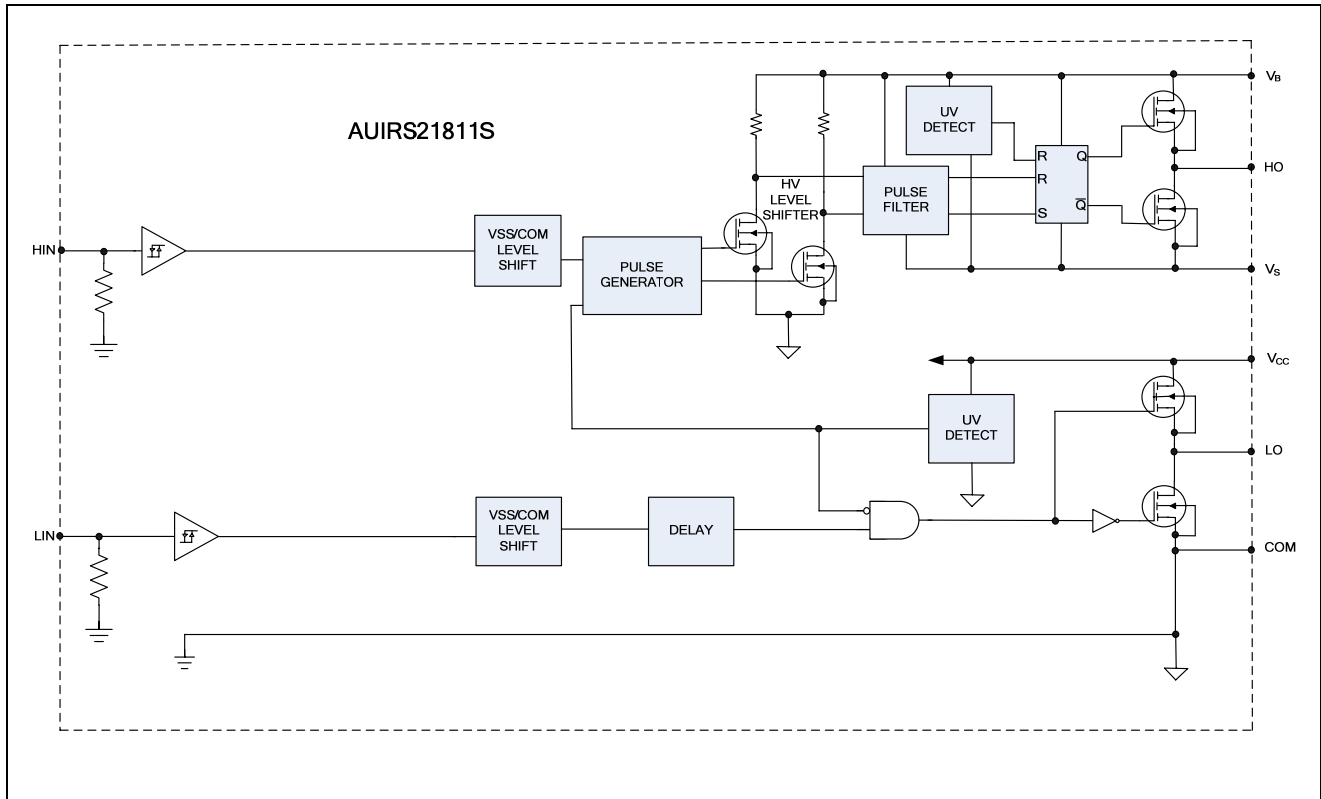 AUIRS21811S
VB
UV
DETECT
R
Q
HO
R
HV
LEVEL
SHIFTER
PULSE
FILTER
S
Q̅
HIN
VSS/COM
LEVEL
SHIFT
PULSE
GENERATOR
VS
VCC
UV
DETECT
LO
LIN
VSS/COM
LEVEL
SHIFT
DELAY
COM